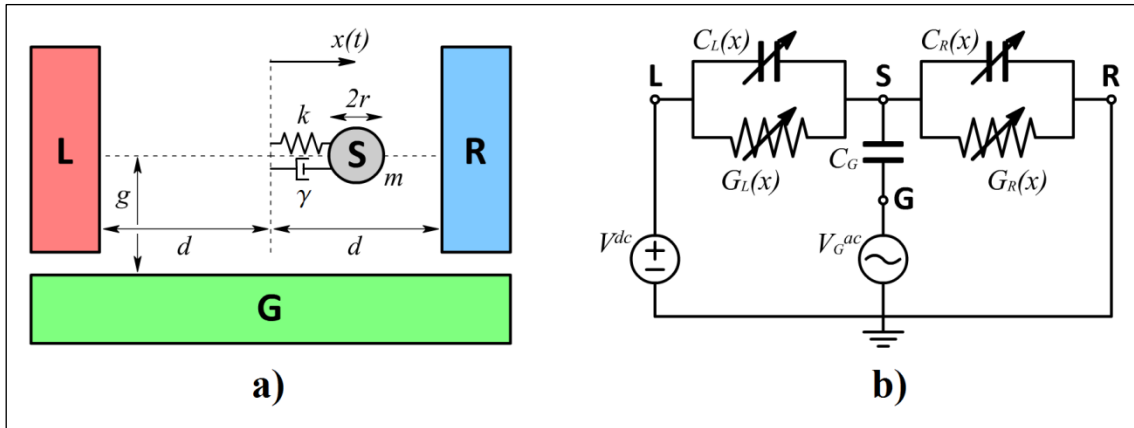 x(t)
k
2r
L
S
R
m
γ
g
d
d
G
a)
C_L(x)
C_R(x)
L
S
R
C_G
G_L(x)
G_R(x)
G
V^dc
V_G^ac
b)